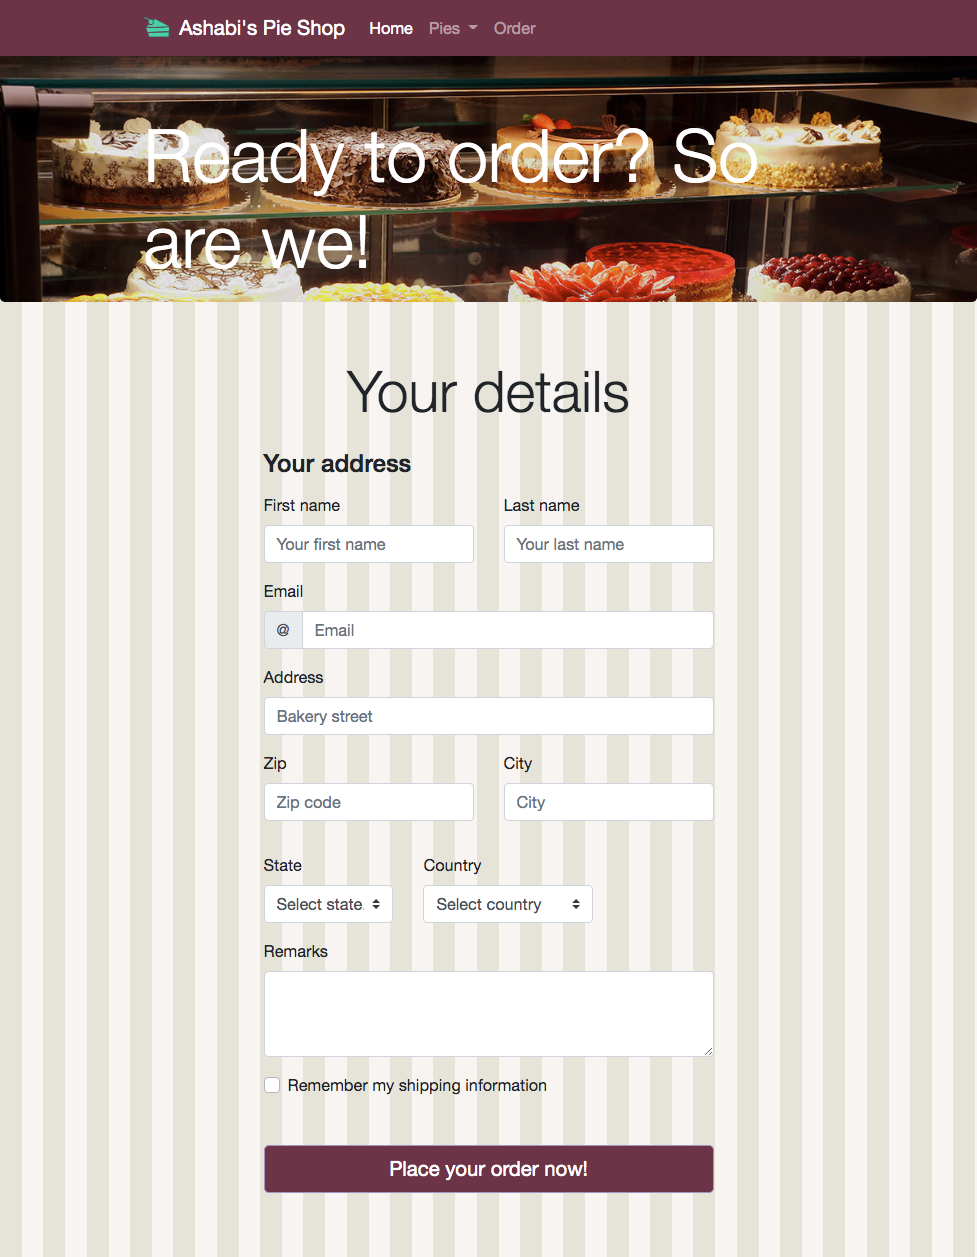 Ashabi's Pie Shop Home Pies Order
Ready to order? So
are we!
Your details
Your address
First name Last name
Your first name Your last name
Email
@ Email
Address
Bakery street
Zip City
Zip code City
State Country
Select state Select country
Remarks
Remember my shipping information
Place your order now!